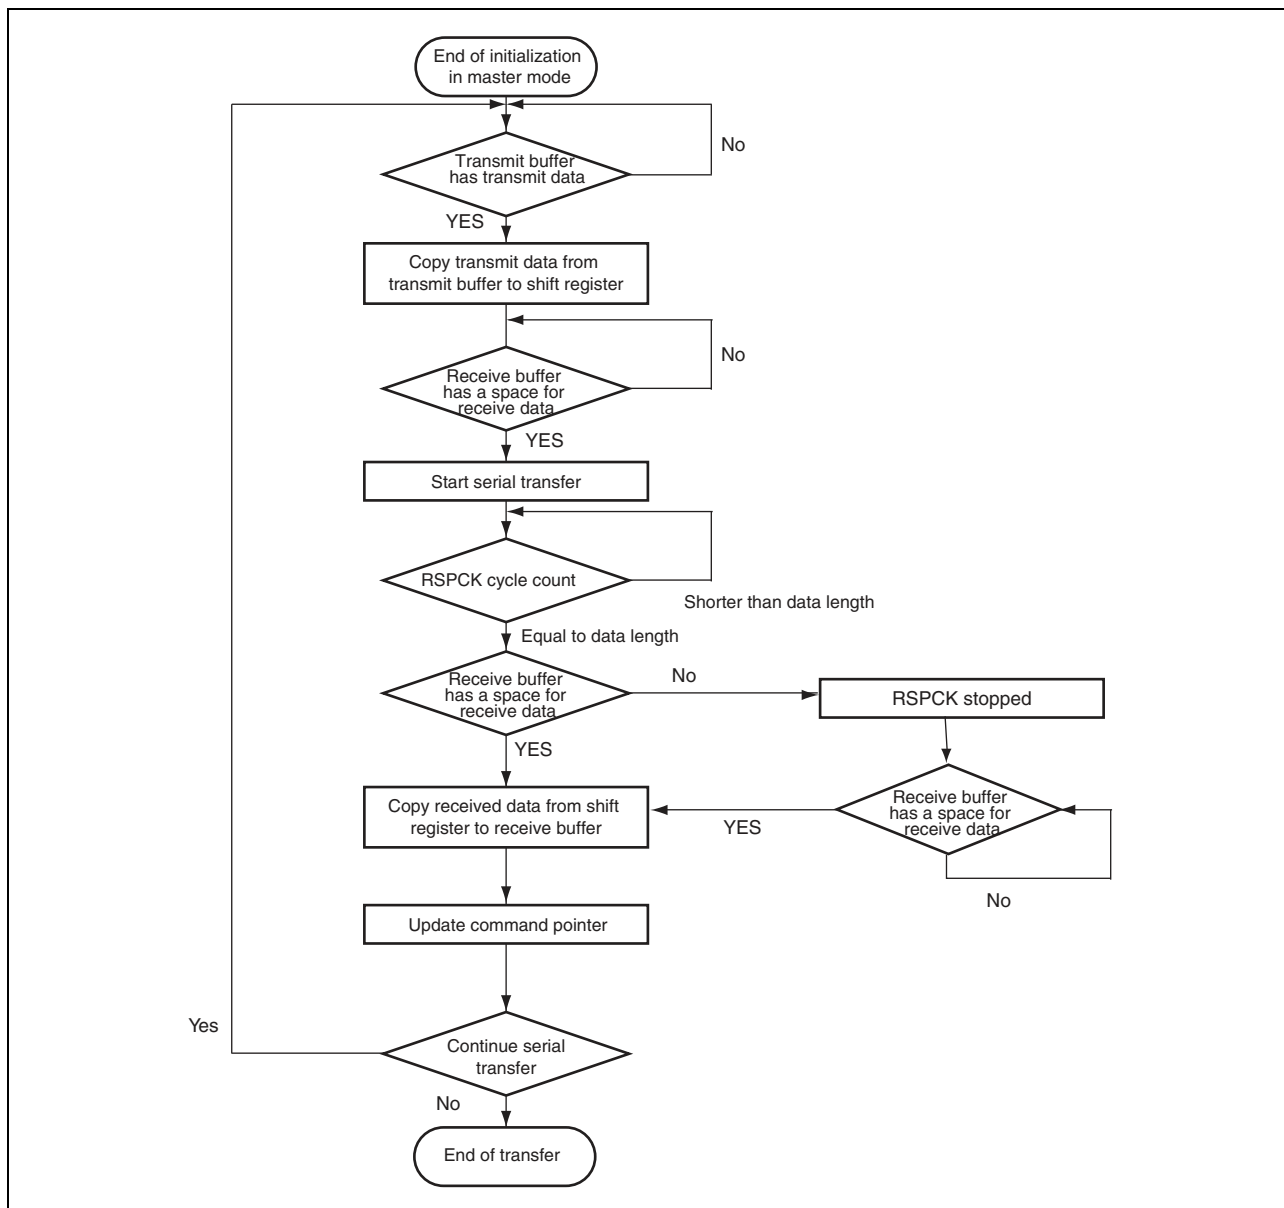 End of initialization
in master mode
No
Transmit buffer
has transmit data
YES
Copy transmit data from
transmit buffer to shift register
No
Receive buffer
has a space for
receive data
YES
Start serial transfer
RSPCK cycle count
Shorter than data length
Equal to data length
Receive buffer
has a space for
receive data
No
RSPCK stopped
YES
Copy received data from shift
register to receive buffer
YES
Receive buffer
has a space for
receive data
No
Update command pointer
Yes
Continue serial
transfer
No
End of transfer